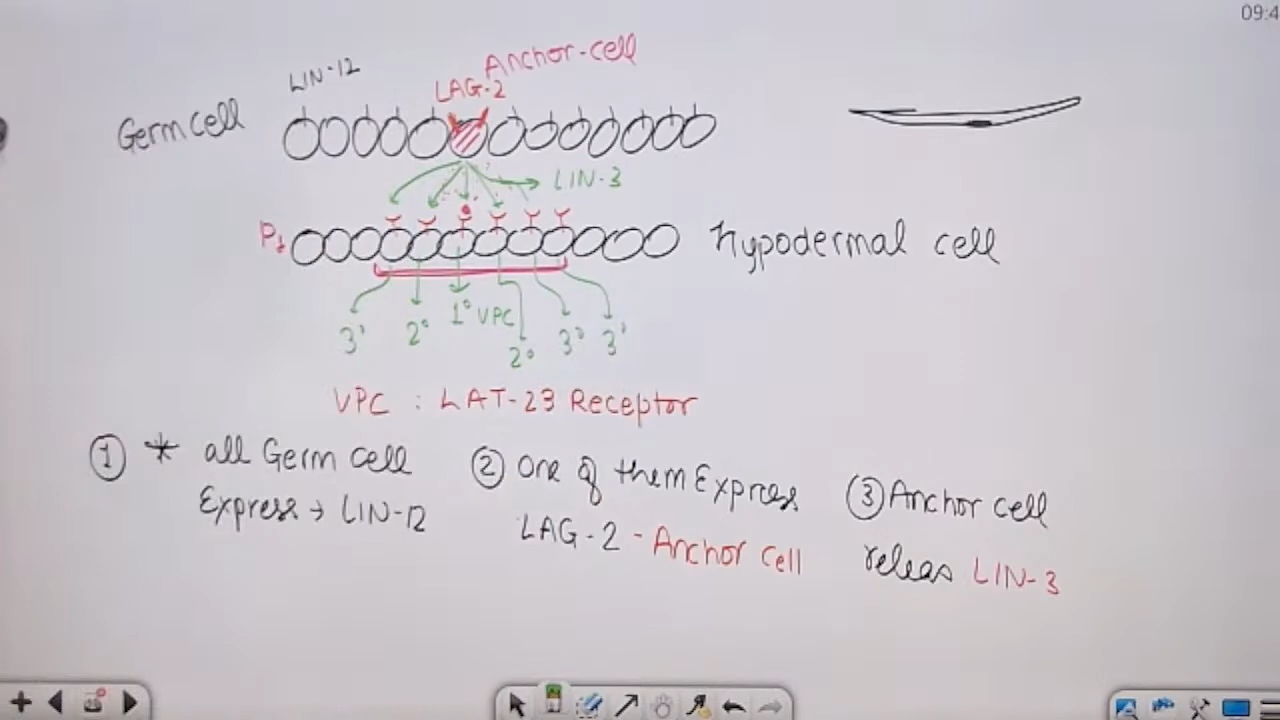 09:4
LIN-12
Anchor-cell
LAG-2
Germ cell
LIN-3
P₁ hypodermal cell
3° 2° 1° VPC 2° 3° 3°
VPC : LAT-23 Receptor
① * all Germ cell
Express → LIN-12
② One of them Express
LAG-2 - Anchor cell
③ Anchor cell
releas LIN-3